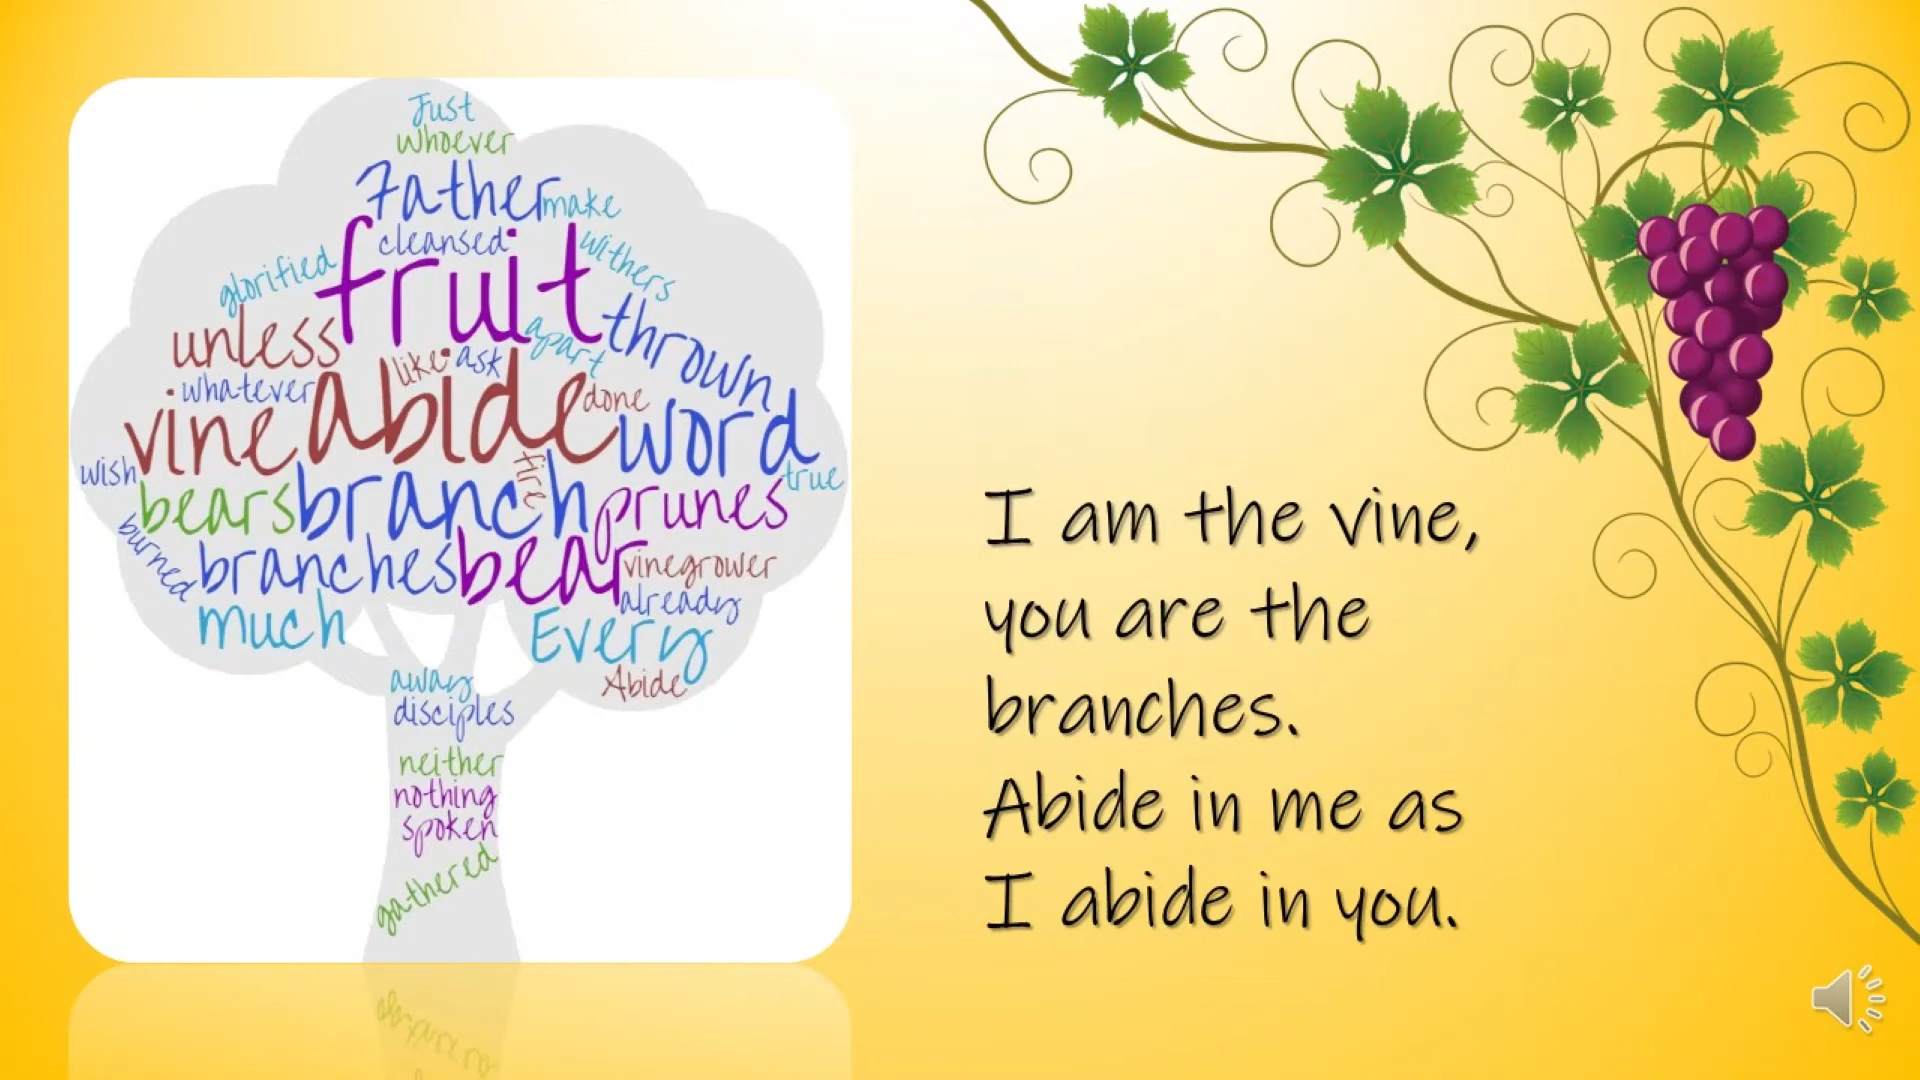 Just
whoever
Father make
cleansed
withers
glorified
fruit
unless
apart
thrown
like ask
whatever
abide
done
vine
word
wish
fire
true
bears
branch
prunes
burned
branches
bear
vinegrower
already
much
Every
Abide
away
disciples
neither
nothing
spoken
gathered
I am the vine,
you are the
branches.
Abide in me as
I abide in you.